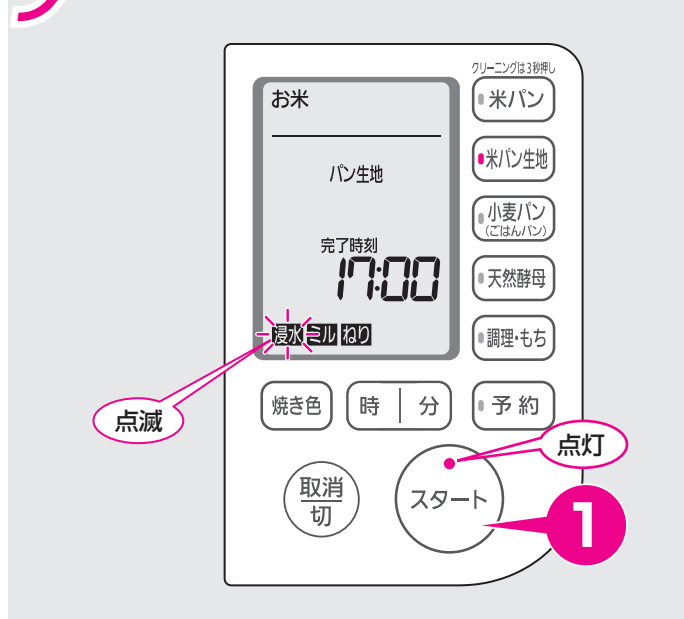 クリーニングは3秒押し
お米
パン生地
完了時刻
17:00
浸水 ミル ねり
米パン
米パン生地
小麦パン
(ごはんパン)
天然酵母
調理・もち
点滅
焼き色
時 分
予約
点灯
取消
切
スタート
1